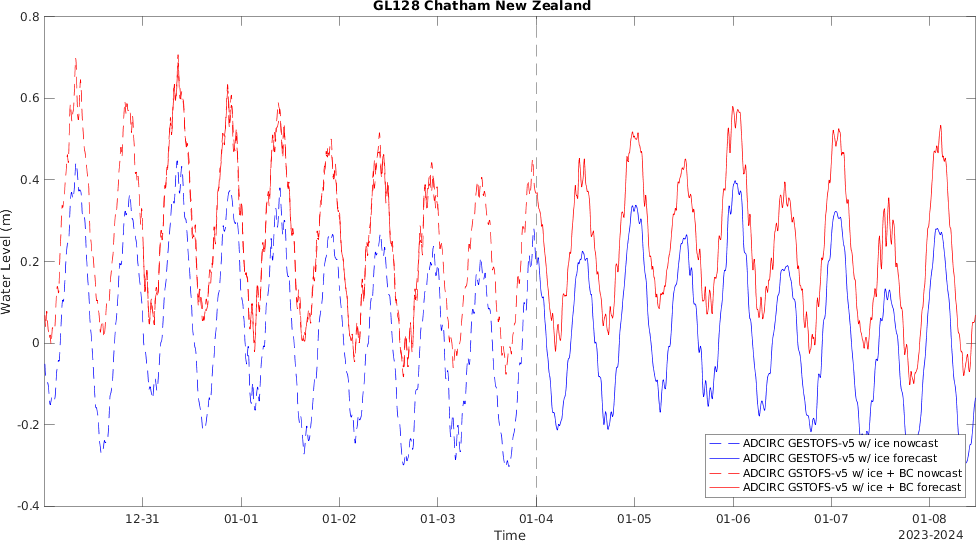 GL128 Chatham New Zealand
0.8
0.6
0.4
0.2
0
-0.2
-0.4
Water Level (m)
ADCIRC GESTOFS-v5 w/ ice nowcast
ADCIRC GESTOFS-v5 w/ ice forecast
ADCIRC GSTOFS-v5 w/ ice + BC nowcast
ADCIRC GSTOFS-v5 w/ ice + BC forecast
12-31 01-01 01-02 01-03 01-04 01-05 01-06 01-07 01-08
Time
2023-2024